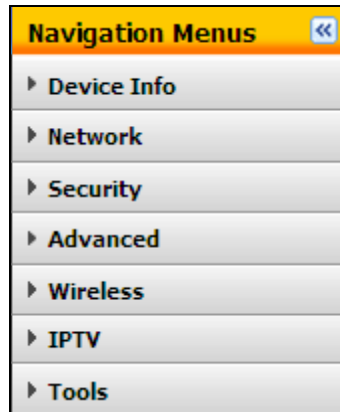 Navigation Menus
Device Info
Network
Security
Advanced
Wireless
IPTV
Tools